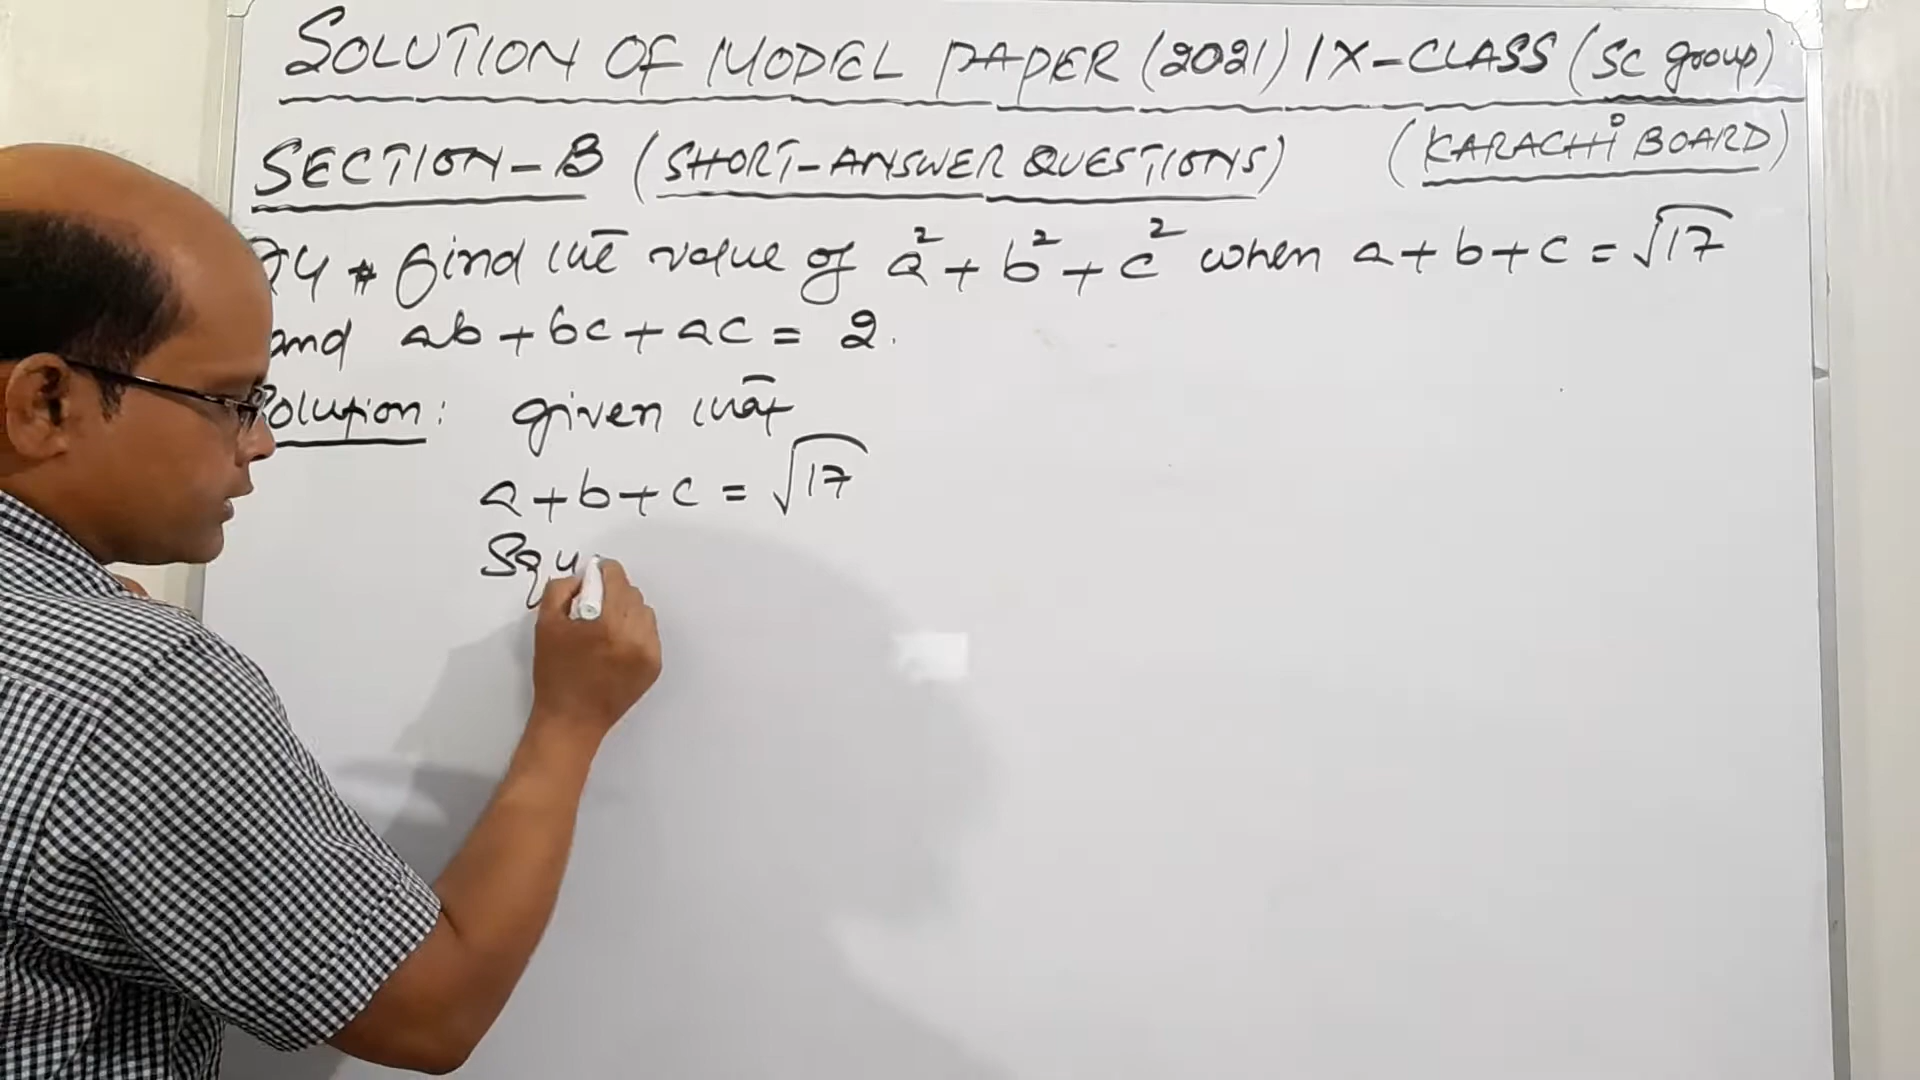 SOLUTION OF MODEL PAPER (2021) IX-CLASS (SC group)
SECTION-B (SHORT-ANSWER QUESTIONS) (KARACHI BOARD)
Q4 * find the value of a² + b² + c² when a+b+c = √17
and ab+bc+ac = 2.
Solution: given that
a+b+c = √17
Squ